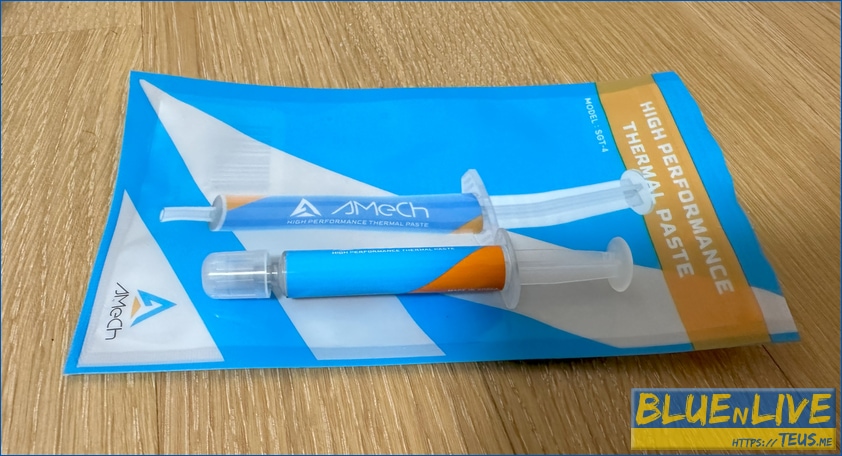 HIGH PERFORMANCE
THERMAL PASTE
MODEL : SGT-4
AMeCh
HIGH PERFORMANCE THERMAL PASTE
HIGH PERFORMANCE THERMAL PASTE
AMeCh
BLUEnLIVE
HTTPS://TEUS.ME